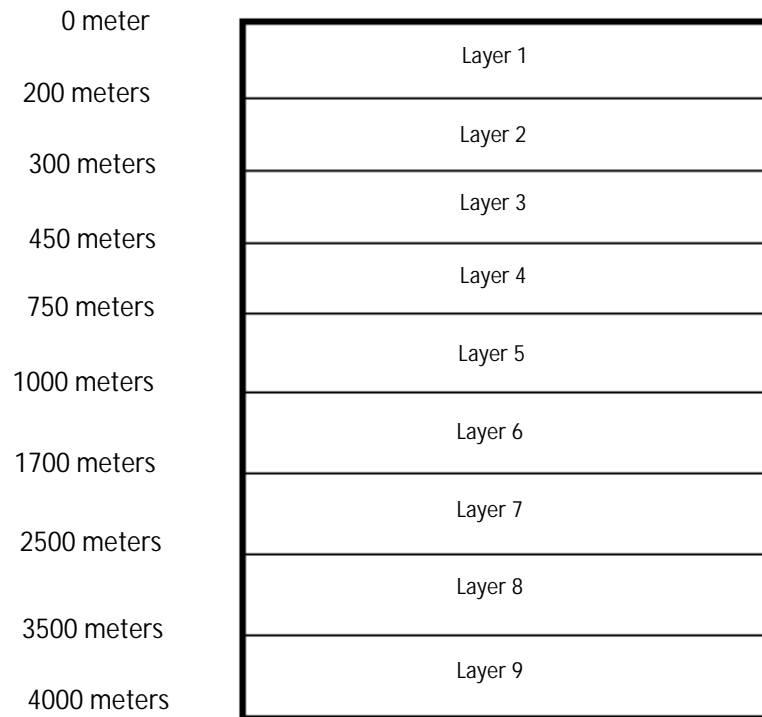 0 meter
Layer 1
200 meters
Layer 2
300 meters
Layer 3
450 meters
Layer 4
750 meters
Layer 5
1000 meters
Layer 6
1700 meters
Layer 7
2500 meters
Layer 8
3500 meters
Layer 9
4000 meters